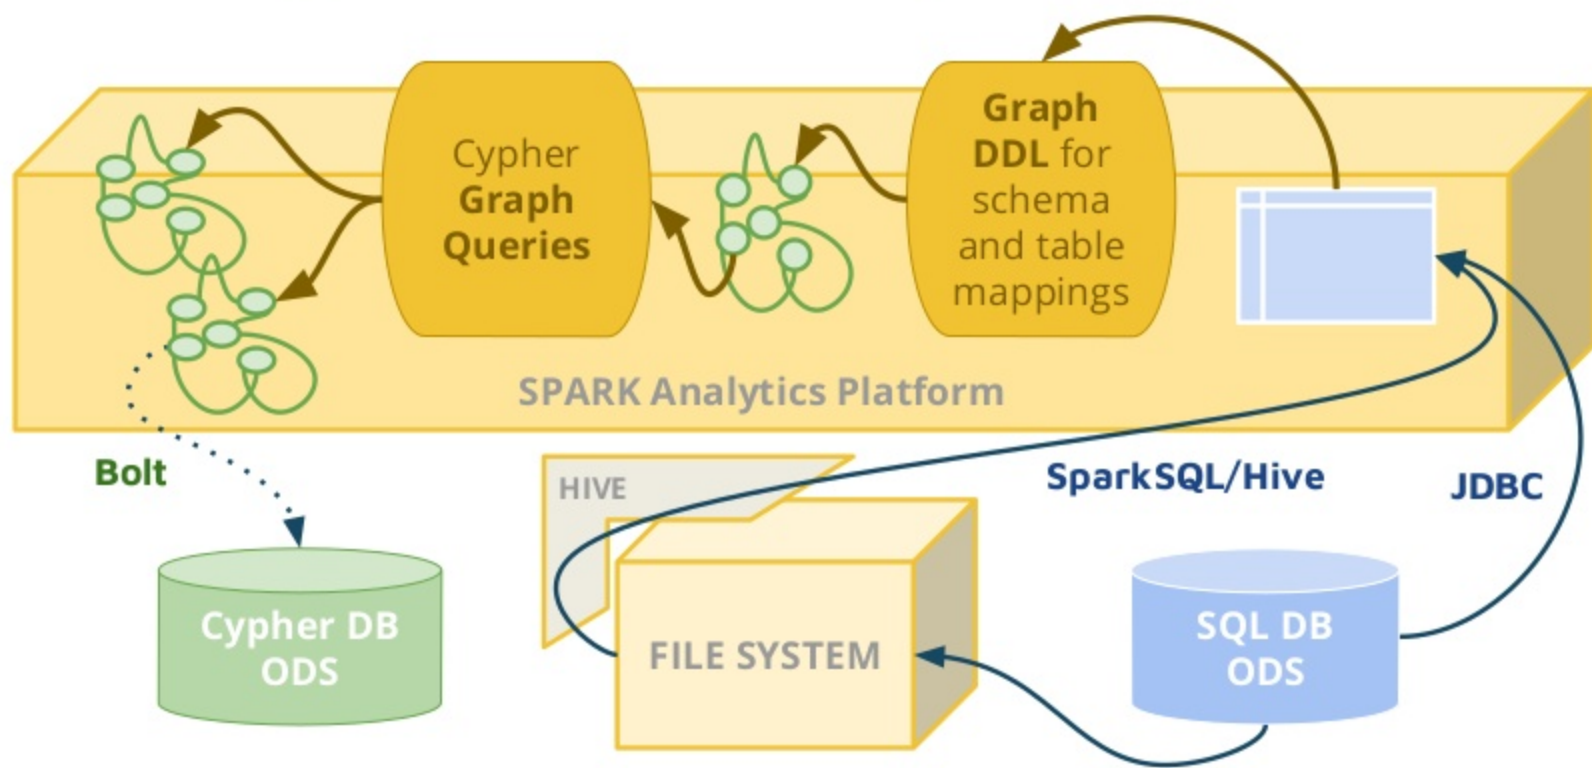 Cypher
Graph
Queries
Graph
DDL for
schema
and table
mappings
SPARK Analytics Platform
Bolt
HIVE
SparkSQL/Hive
JDBC
Cypher DB
ODS
FILE SYSTEM
SQL DB
ODS